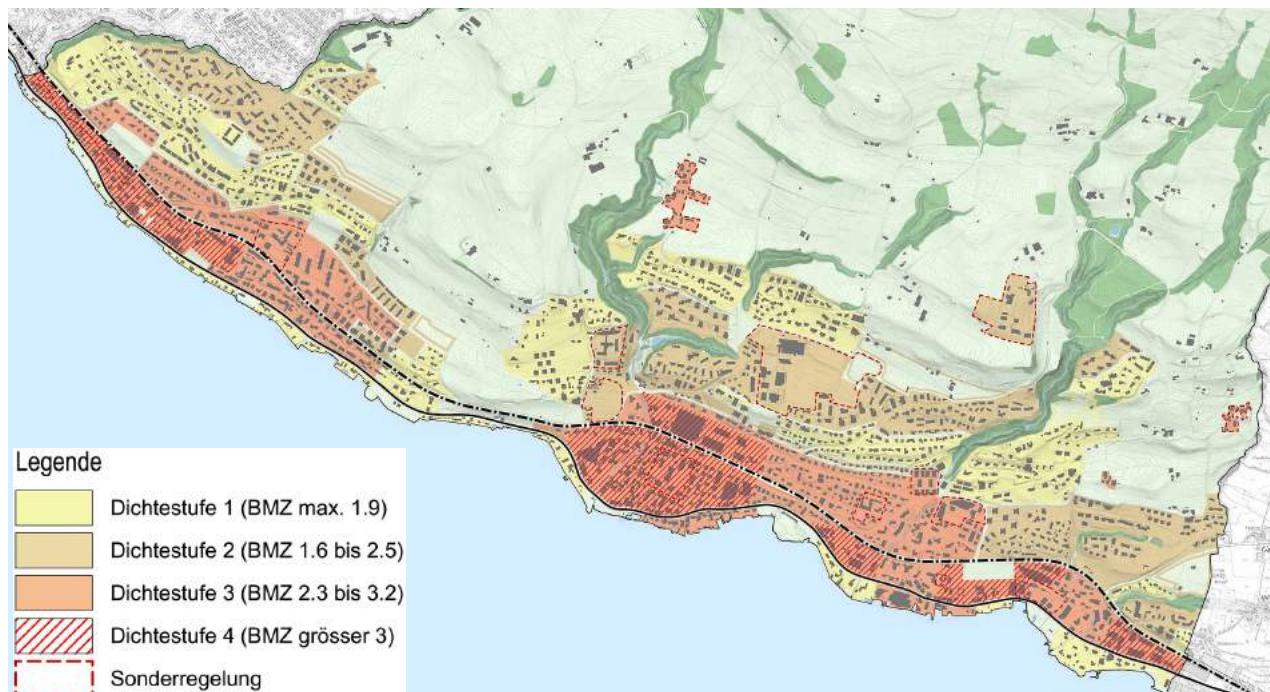 Legende
Dichtestufe 1 (BMZ max. 1.9)
Dichtestufe 2 (BMZ 1.6 bis 2.5)
Dichtestufe 3 (BMZ 2.3 bis 3.2)
Dichtestufe 4 (BMZ grösser 3)
Sonderregelung